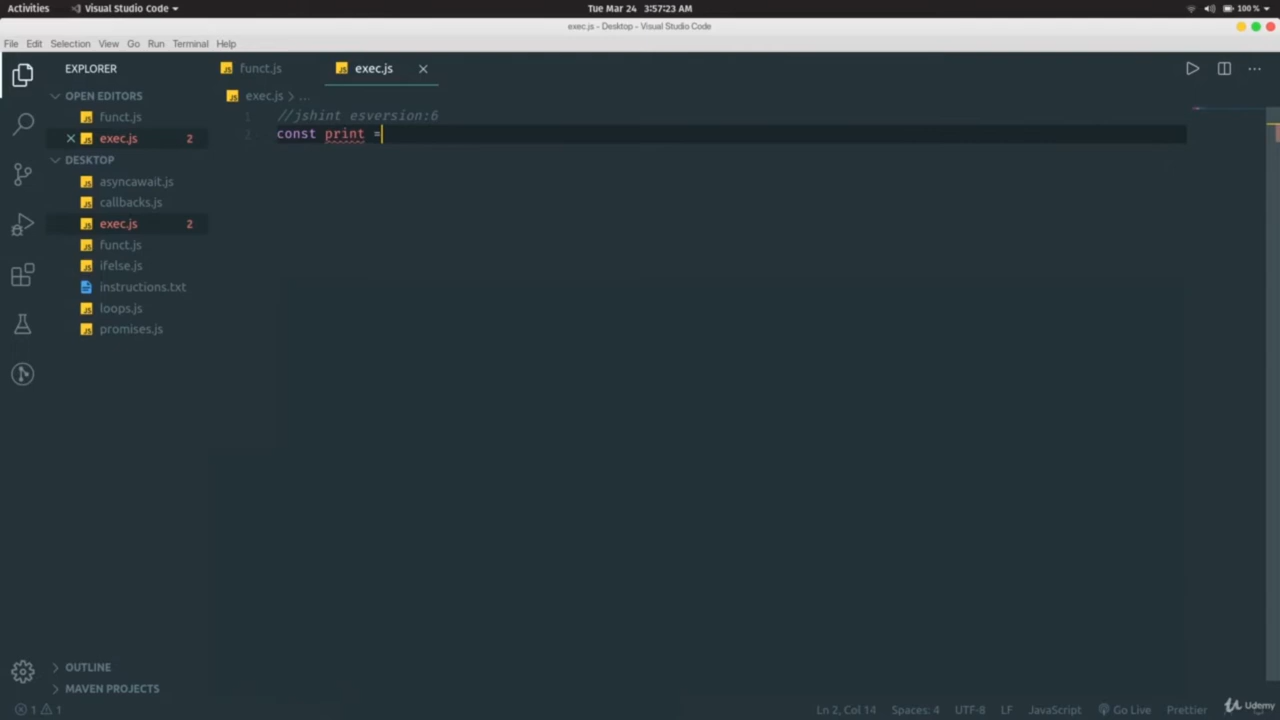 Activities
Visual Studio Code
Tue Mar 24 3:57:23 AM
100 %
exec.js - Desktop - Visual Studio Code
File Edit Selection View Go Run Terminal Help
EXPLORER
funct.js
exec.js
OPEN EDITORS
funct.js
exec.js 2
DESKTOP
asyncawait.js
callbacks.js
exec.js 2
funct.js
ifelse.js
instructions.txt
loops.js
promises.js
OUTLINE
MAVEN PROJECTS
exec.js > ...
1 //jshint esversion:6
2 const print =
1 1
Ln 2, Col 14 Spaces: 4 UTF-8 LF JavaScript Go Live Prettier
Udemy